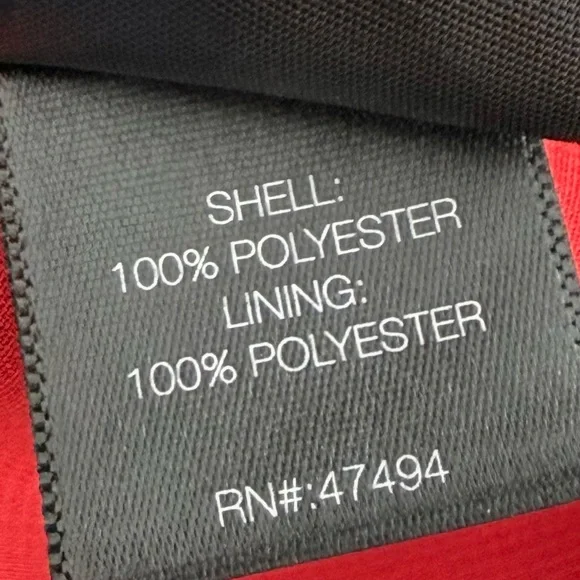 SHELL:
100% POLYESTER
LINING:
100% POLYESTER
RN#:47494